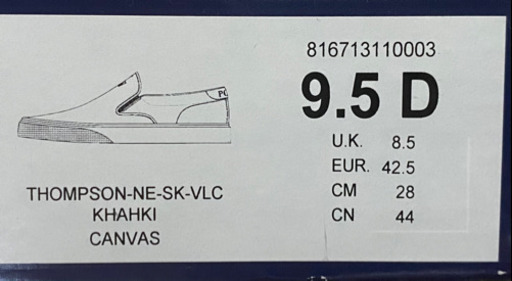 816713110003
9.5 D
U.K. 8.5
EUR. 42.5
CM 28
CN 44
THOMPSON-NE-SK-VLC
KHAHKI
CANVAS